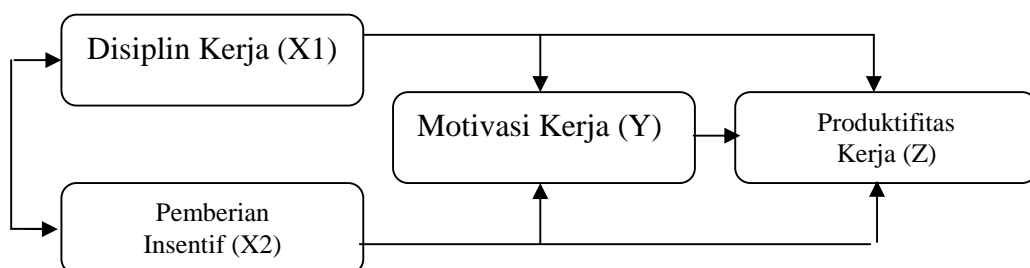 Disiplin Kerja (X1)
Motivasi Kerja (Y)
Produktifitas
Kerja (Z)
Pemberian
Insentif (X2)